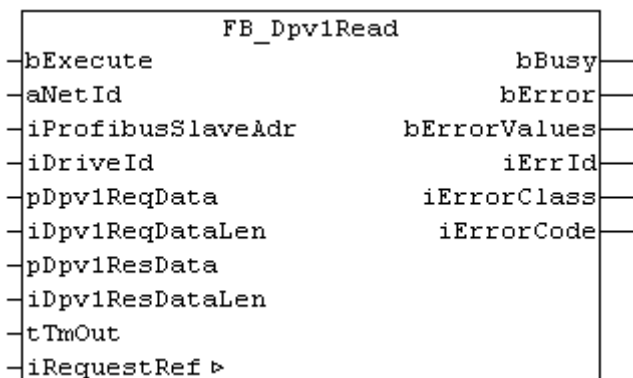 FB_Dpv1Read
bExecute bBusy
aNetId bError
iProfibusSlaveAdr bErrorValues
iDriveId iErrId
pDpv1ReqData iErrorClass
iDpv1ReqDataLen iErrorCode
pDpv1ResData
iDpv1ResDataLen
tTmOut
iRequestRef ▹